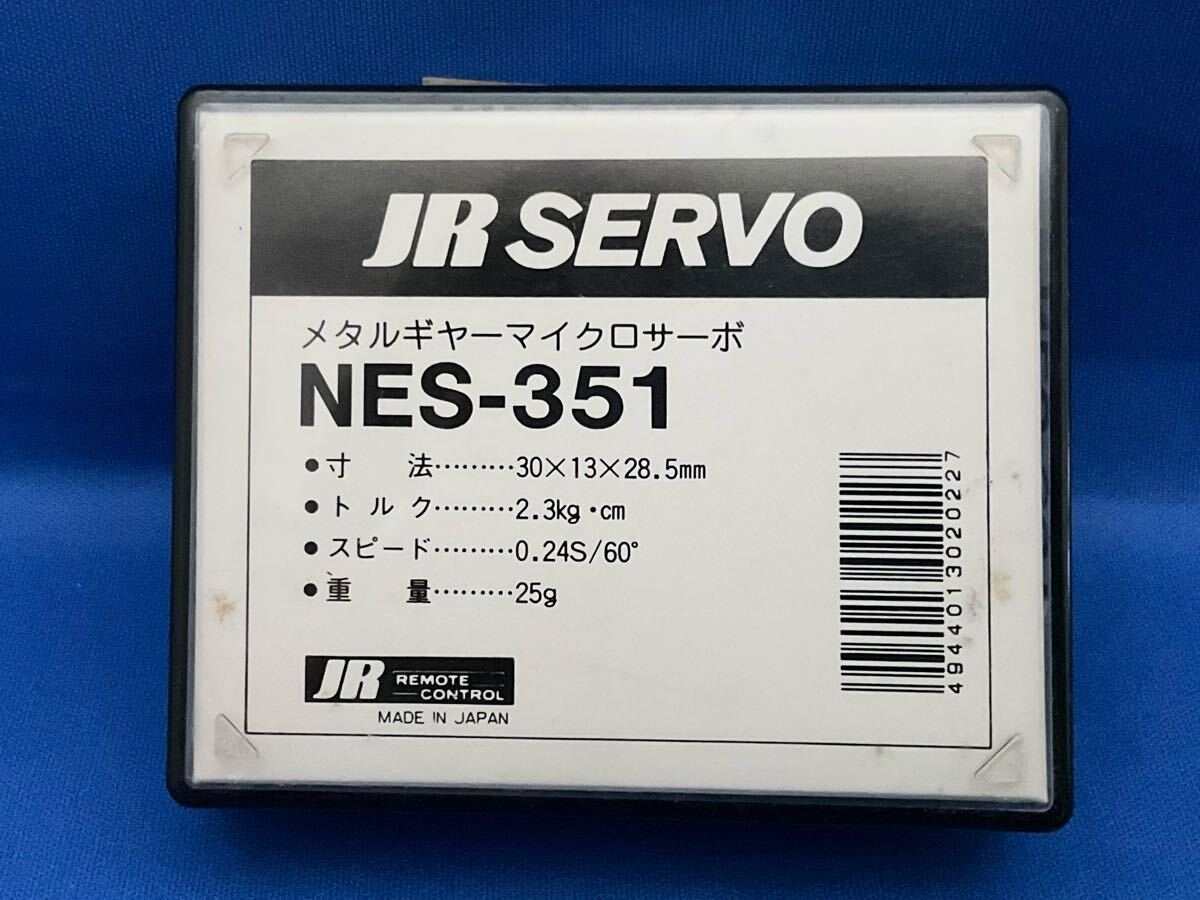 JR SERVO
メタルギヤーマイクロサーボ
NES-351
●寸　法………30×13×28.5mm
●トルク………2.3kg・cm
●スピード………0.24S/60°
●重　量………25g
4944013020227
JR REMOTE CONTROL
MADE IN JAPAN